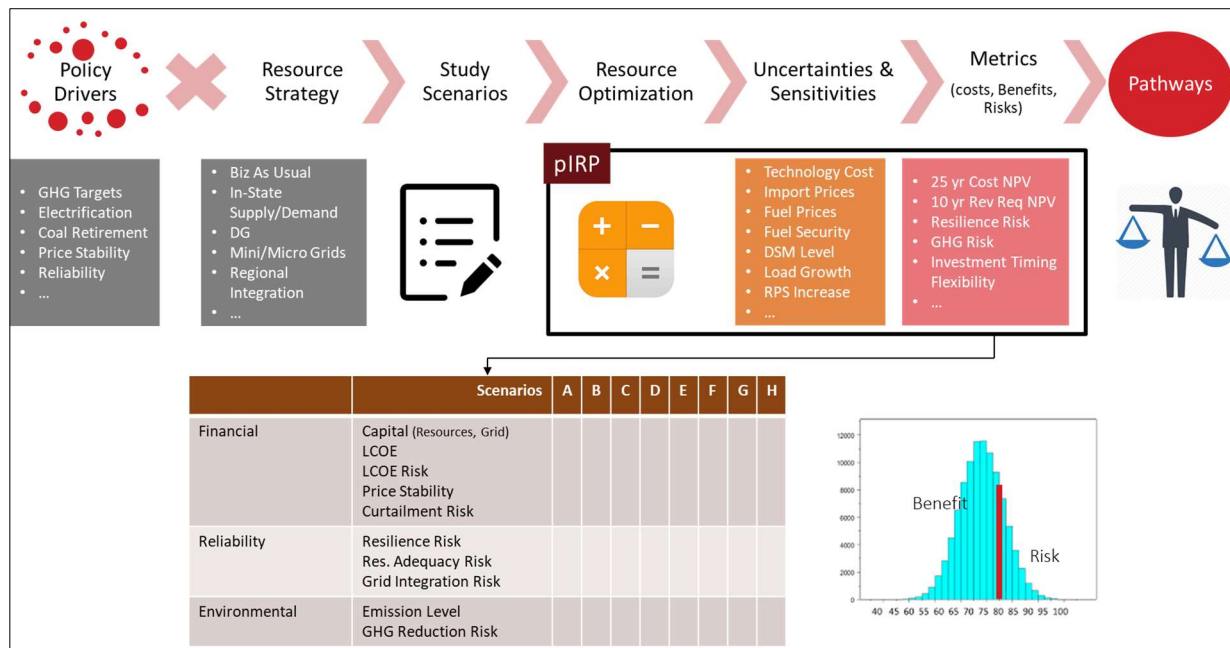 Policy
Drivers
Resource
Strategy
Study
Scenarios
Resource
Optimization
Uncertainties &
Sensitivities
Metrics
(costs, Benefits,
Risks)
Pathways
• GHG Targets
• Electrification
• Coal Retirement
• Price Stability
• Reliability
• ...
• Biz As Usual
• In-State
Supply/Demand
• DG
• Mini/Micro Grids
• Regional
Integration
• ...
pIRP
+ −
× =
• Technology Cost
• Import Prices
• Fuel Prices
• Fuel Security
• DSM Level
• Load Growth
• RPS Increase
• ...
• 25 yr Cost NPV
• 10 yr Rev Req NPV
• Resilience Risk
• GHG Risk
• Investment Timing
Flexibility
• ...
Scenarios A B C D E F G H
Financial Capital (Resources, Grid)
LCOE
LCOE Risk
Price Stability
Curtailment Risk
Reliability Resilience Risk
Res. Adequacy Risk
Grid Integration Risk
Environmental Emission Level
GHG Reduction Risk
12000
10000
8000
6000
4000
2000
0
Benefit
Risk
40 45 50 55 60 65 70 75 80 85 90 95 100